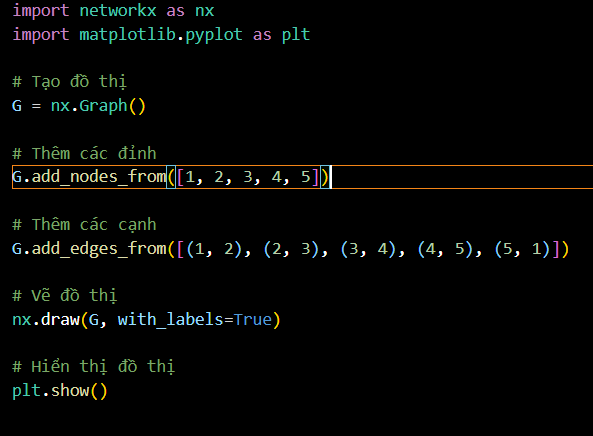 import networkx as nx
import matplotlib.pyplot as plt
# Tạo đồ thị
G = nx.Graph()
# Thêm các đỉnh
G.add_nodes_from([1, 2, 3, 4, 5])
# Thêm các cạnh
G.add_edges_from([(1, 2), (2, 3), (3, 4), (4, 5), (5, 1)])
# Vẽ đồ thị
nx.draw(G, with_labels=True)
# Hiển thị đồ thị
plt.show()